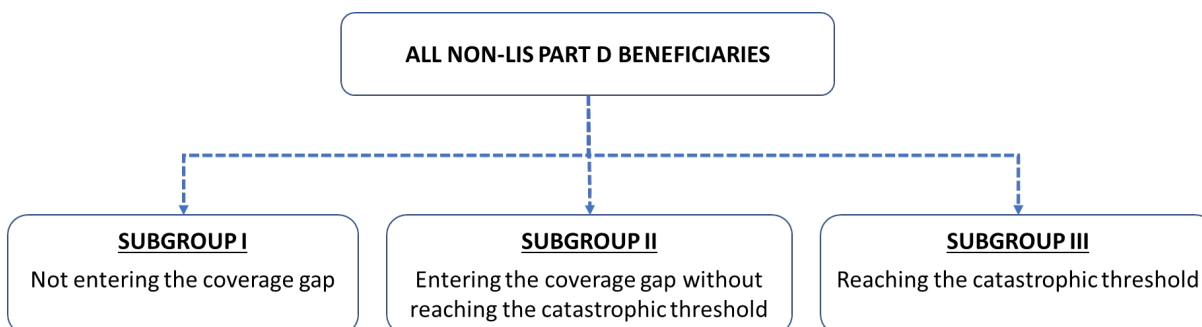 ALL NON-LIS PART D BENEFICIARIES
SUBGROUP I
Not entering the coverage gap
SUBGROUP II
Entering the coverage gap without
reaching the catastrophic threshold
SUBGROUP III
Reaching the catastrophic threshold